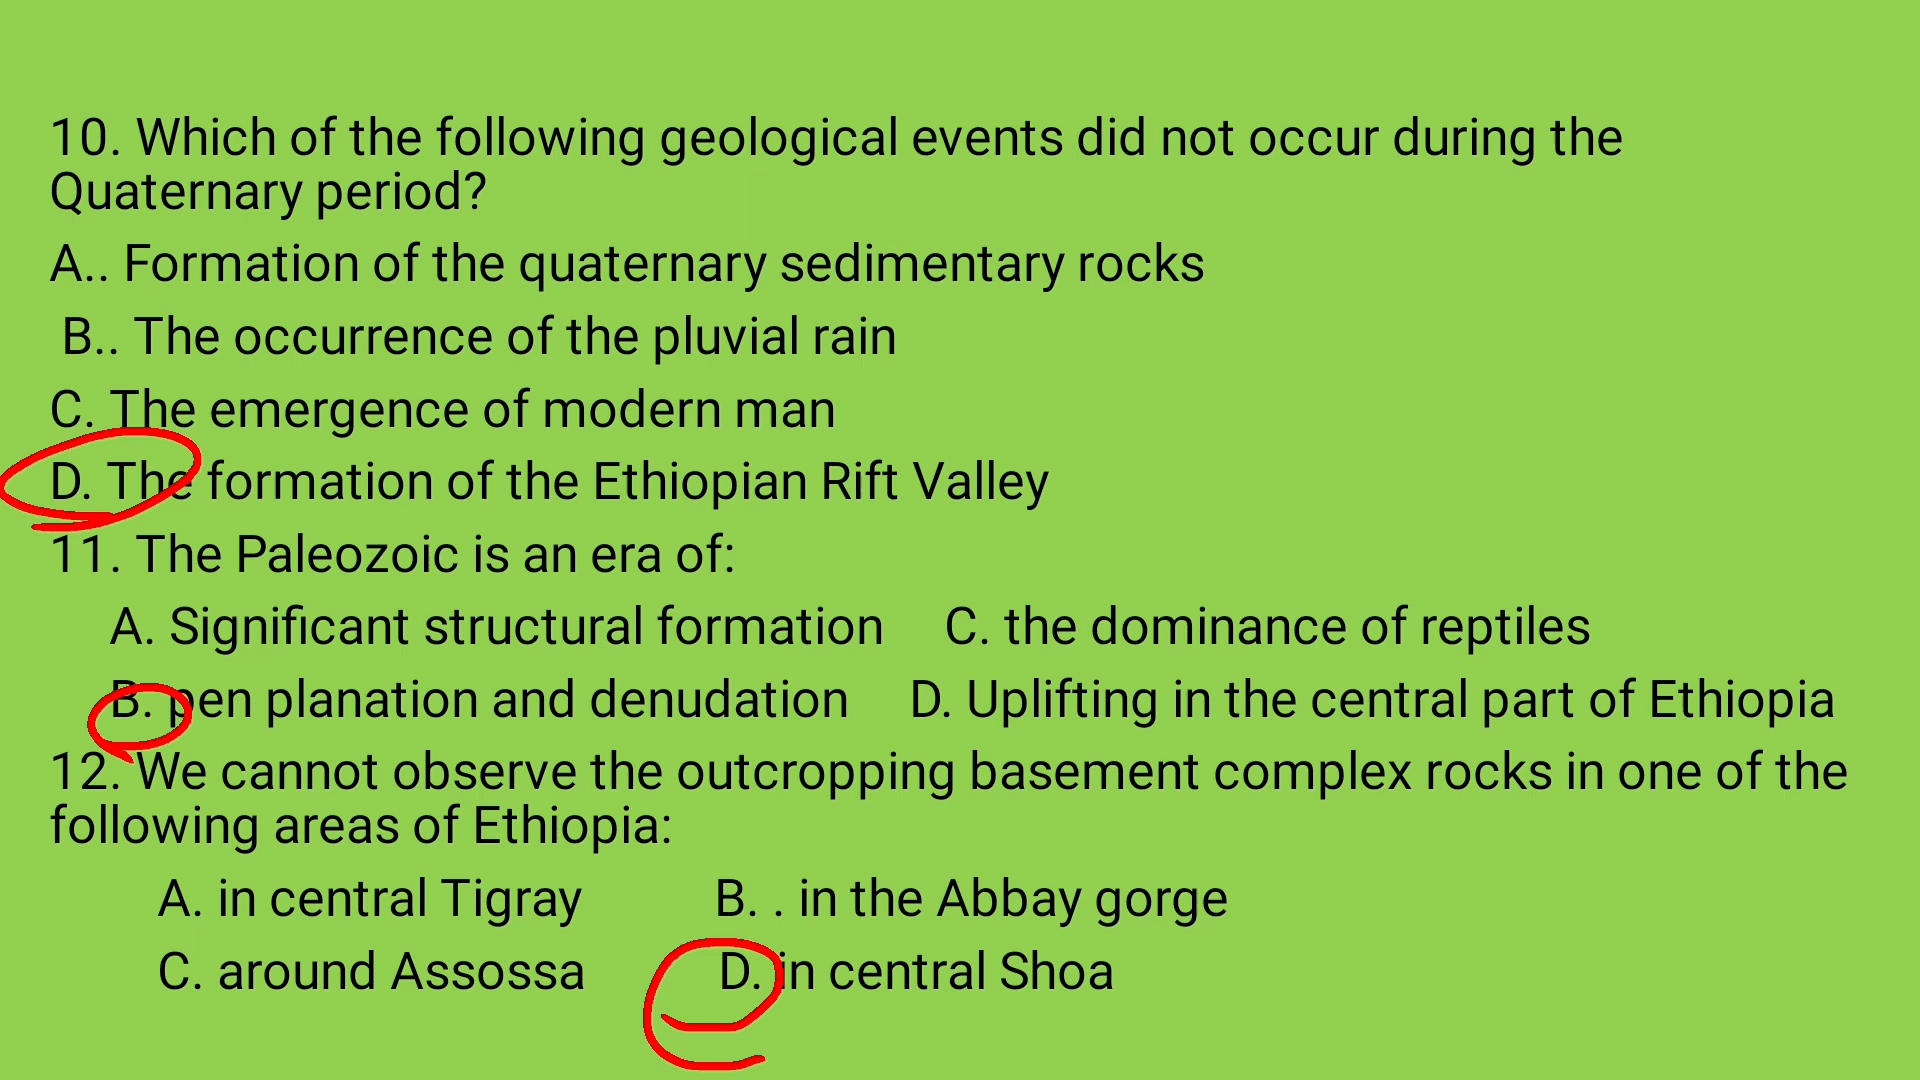 10. Which of the following geological events did not occur during the
Quaternary period?
A.. Formation of the quaternary sedimentary rocks
B.. The occurrence of the pluvial rain
C. The emergence of modern man
D. The formation of the Ethiopian Rift Valley
11. The Paleozoic is an era of:
A. Significant structural formation C. the dominance of reptiles
B. pen planation and denudation D. Uplifting in the central part of Ethiopia
12. We cannot observe the outcropping basement complex rocks in one of the
following areas of Ethiopia:
A. in central Tigray B. . in the Abbay gorge
C. around Assossa D. in central Shoa